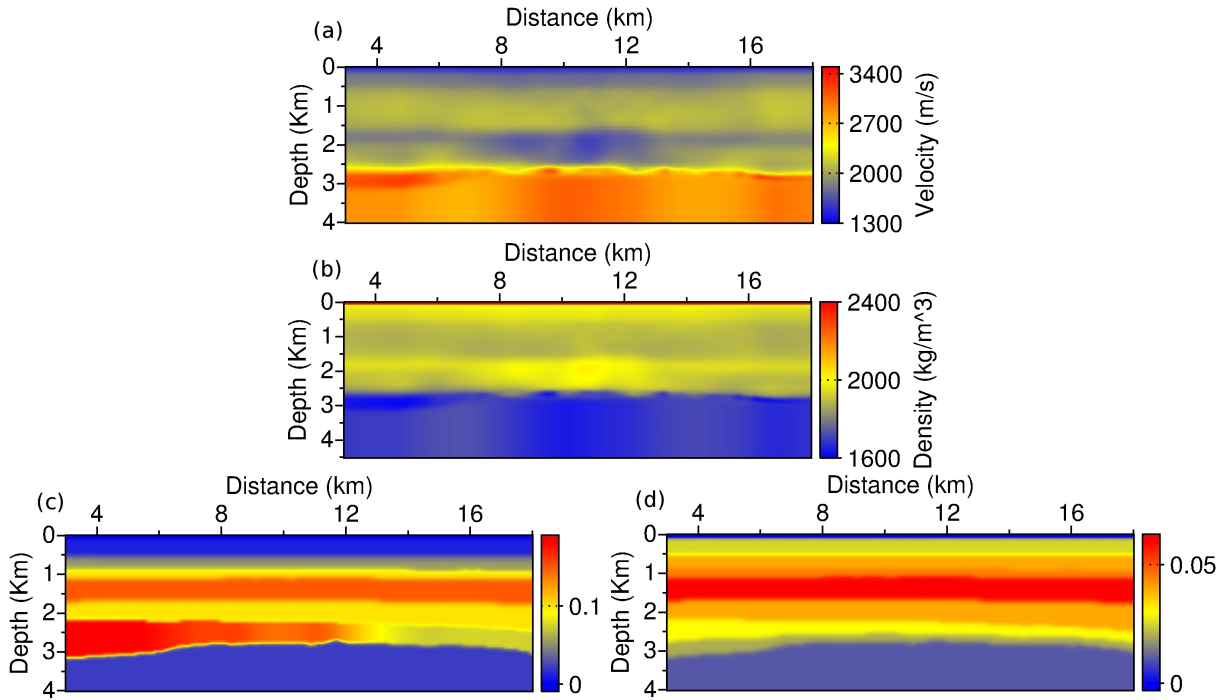 (a)
Distance (km)
4 8 12 16
0
1
2
3
4
Depth (Km)
3400
2700
2000
1300
Velocity (m/s)
(b)
Distance (km)
4 8 12 16
0
1
2
3
4
Depth (Km)
2400
2000
1600
Density (kg/m^3)
(c)
Distance (km)
4 8 12 16
0
1
2
3
4
Depth (Km)
0.1
0
(d)
Distance (km)
4 8 12 16
0
1
2
3
4
Depth (Km)
0.05
0